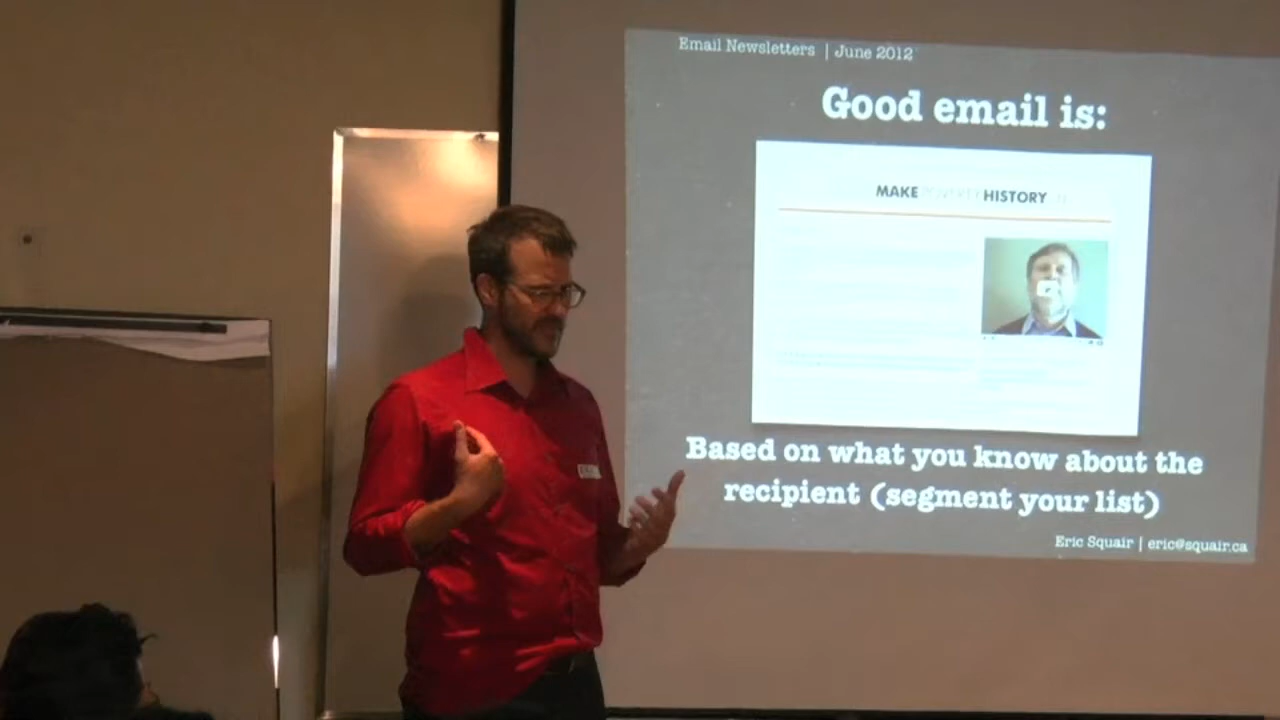 Email Newsletters | June 2012
Good email is:
MAKE POVERTY HISTORY
Based on what you know about the
recipient (segment your list)
Eric Squair | eric@squair.ca